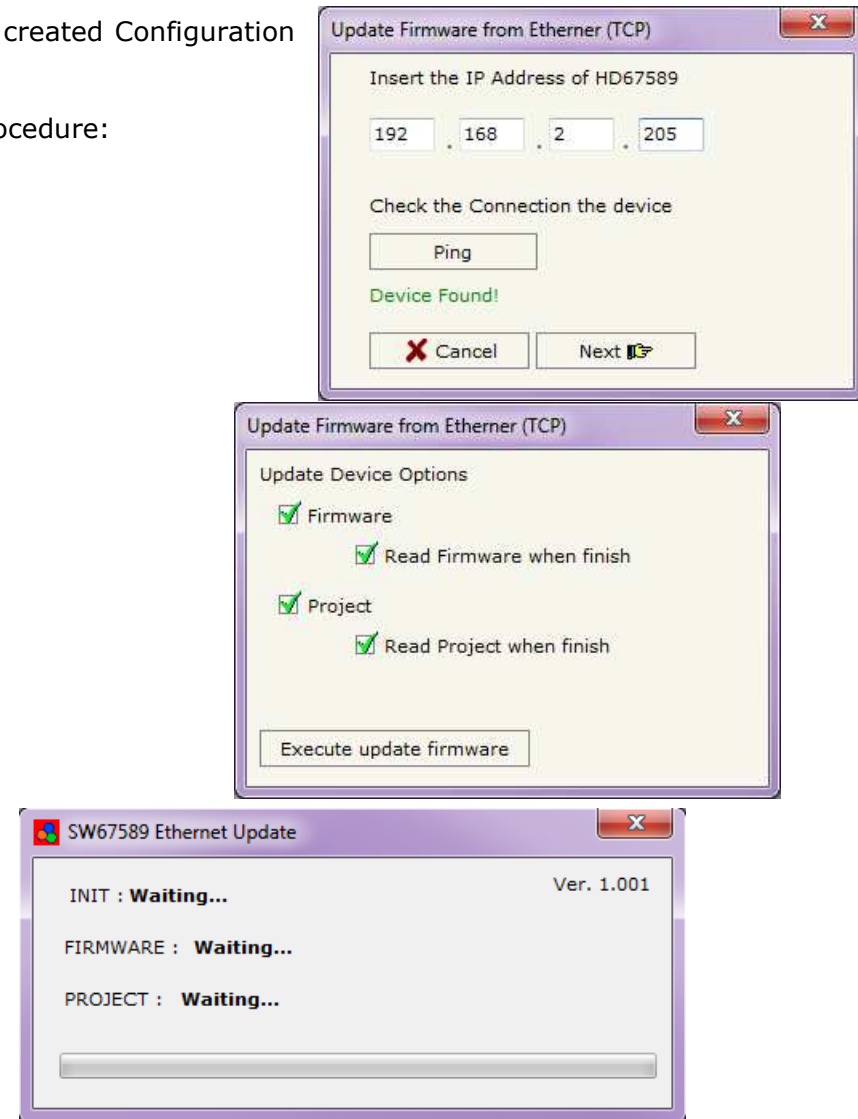 created Configuration
ocedure:
Update Firmware from Etherner (TCP)
Insert the IP Address of HD67589
192 . 168 . 2 . 205
Check the Connection the device
Ping
Device Found!
Cancel Next
Update Firmware from Etherner (TCP)
Update Device Options
Firmware
Read Firmware when finish
Project
Read Project when finish
Execute update firmware
SW67589 Ethernet Update
Ver. 1.001
INIT : Waiting...
FIRMWARE : Waiting...
PROJECT : Waiting...